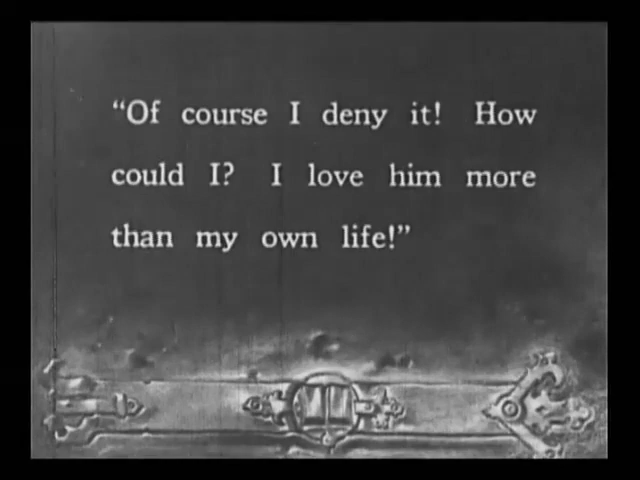 “Of course I deny it! How
could I? I love him more
than my own life!”